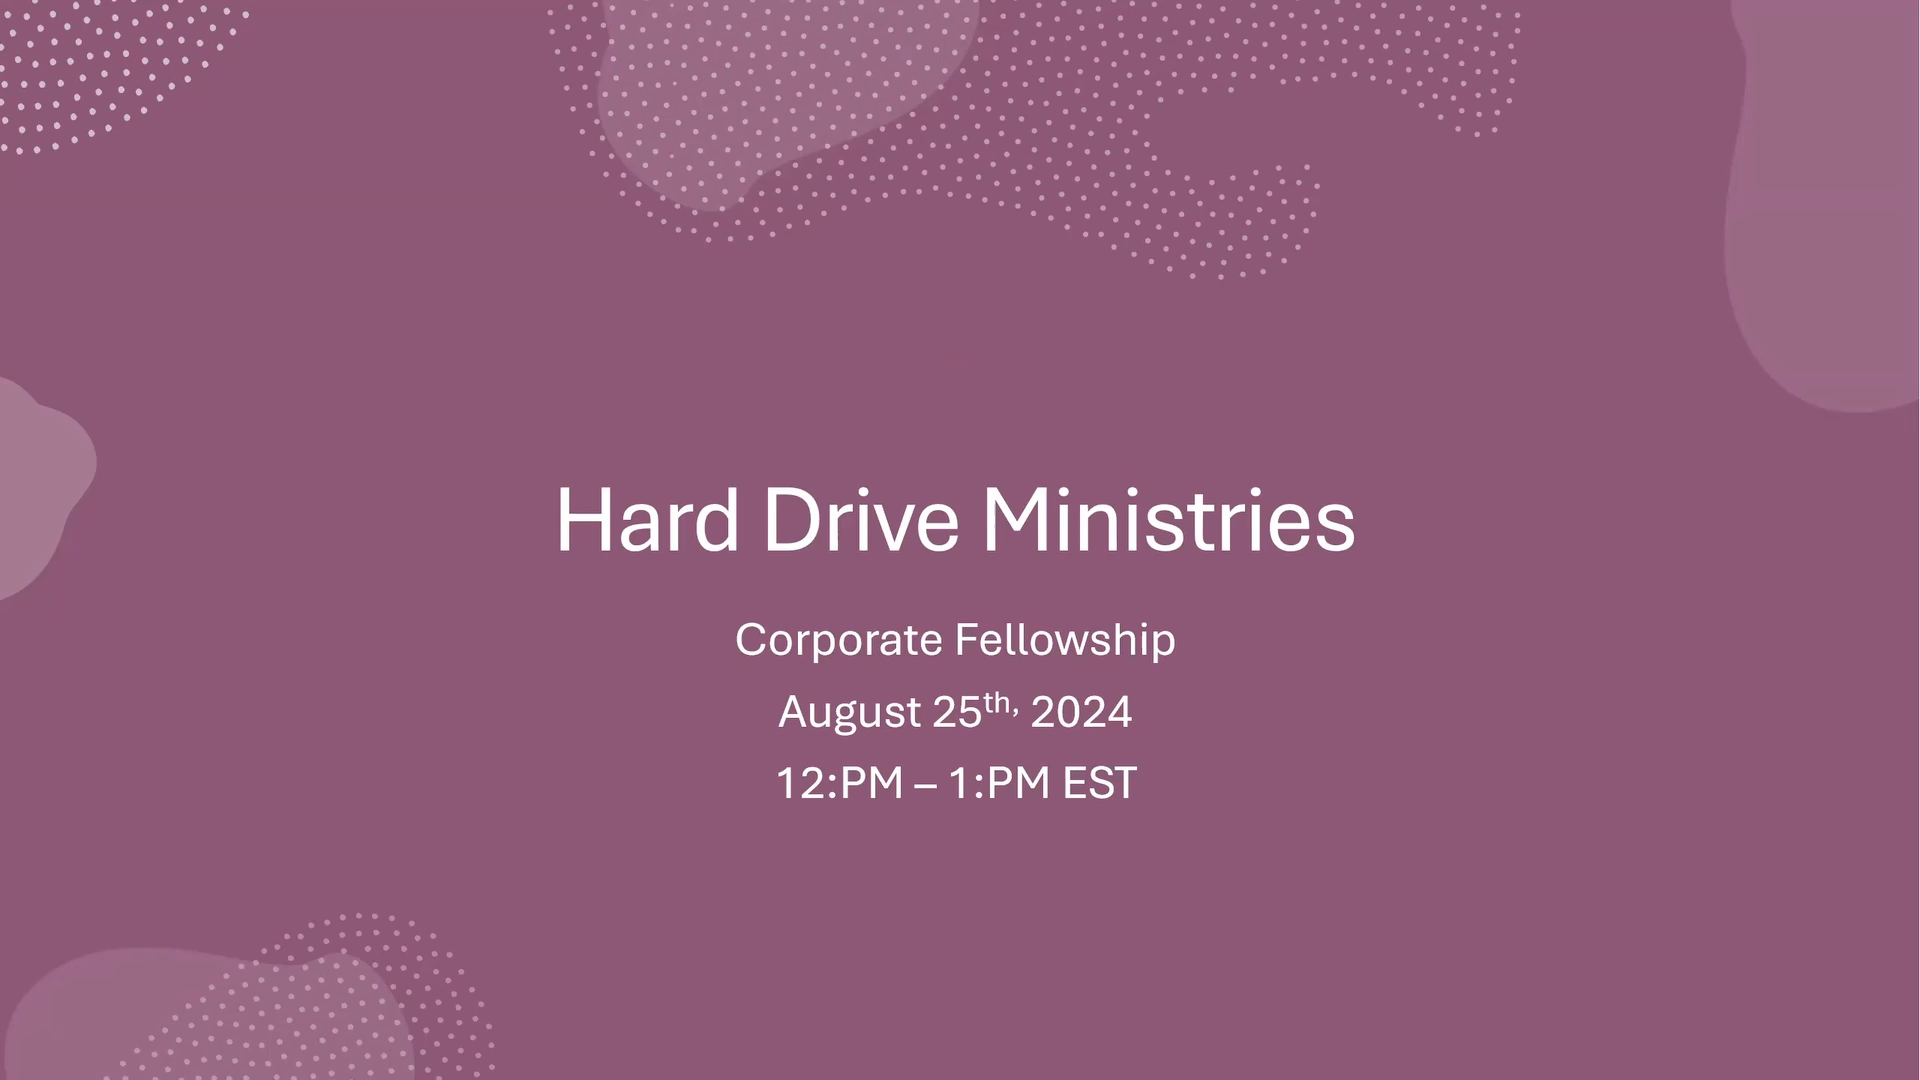 Hard Drive Ministries
Corporate Fellowship
August 25th, 2024
12:PM – 1:PM EST